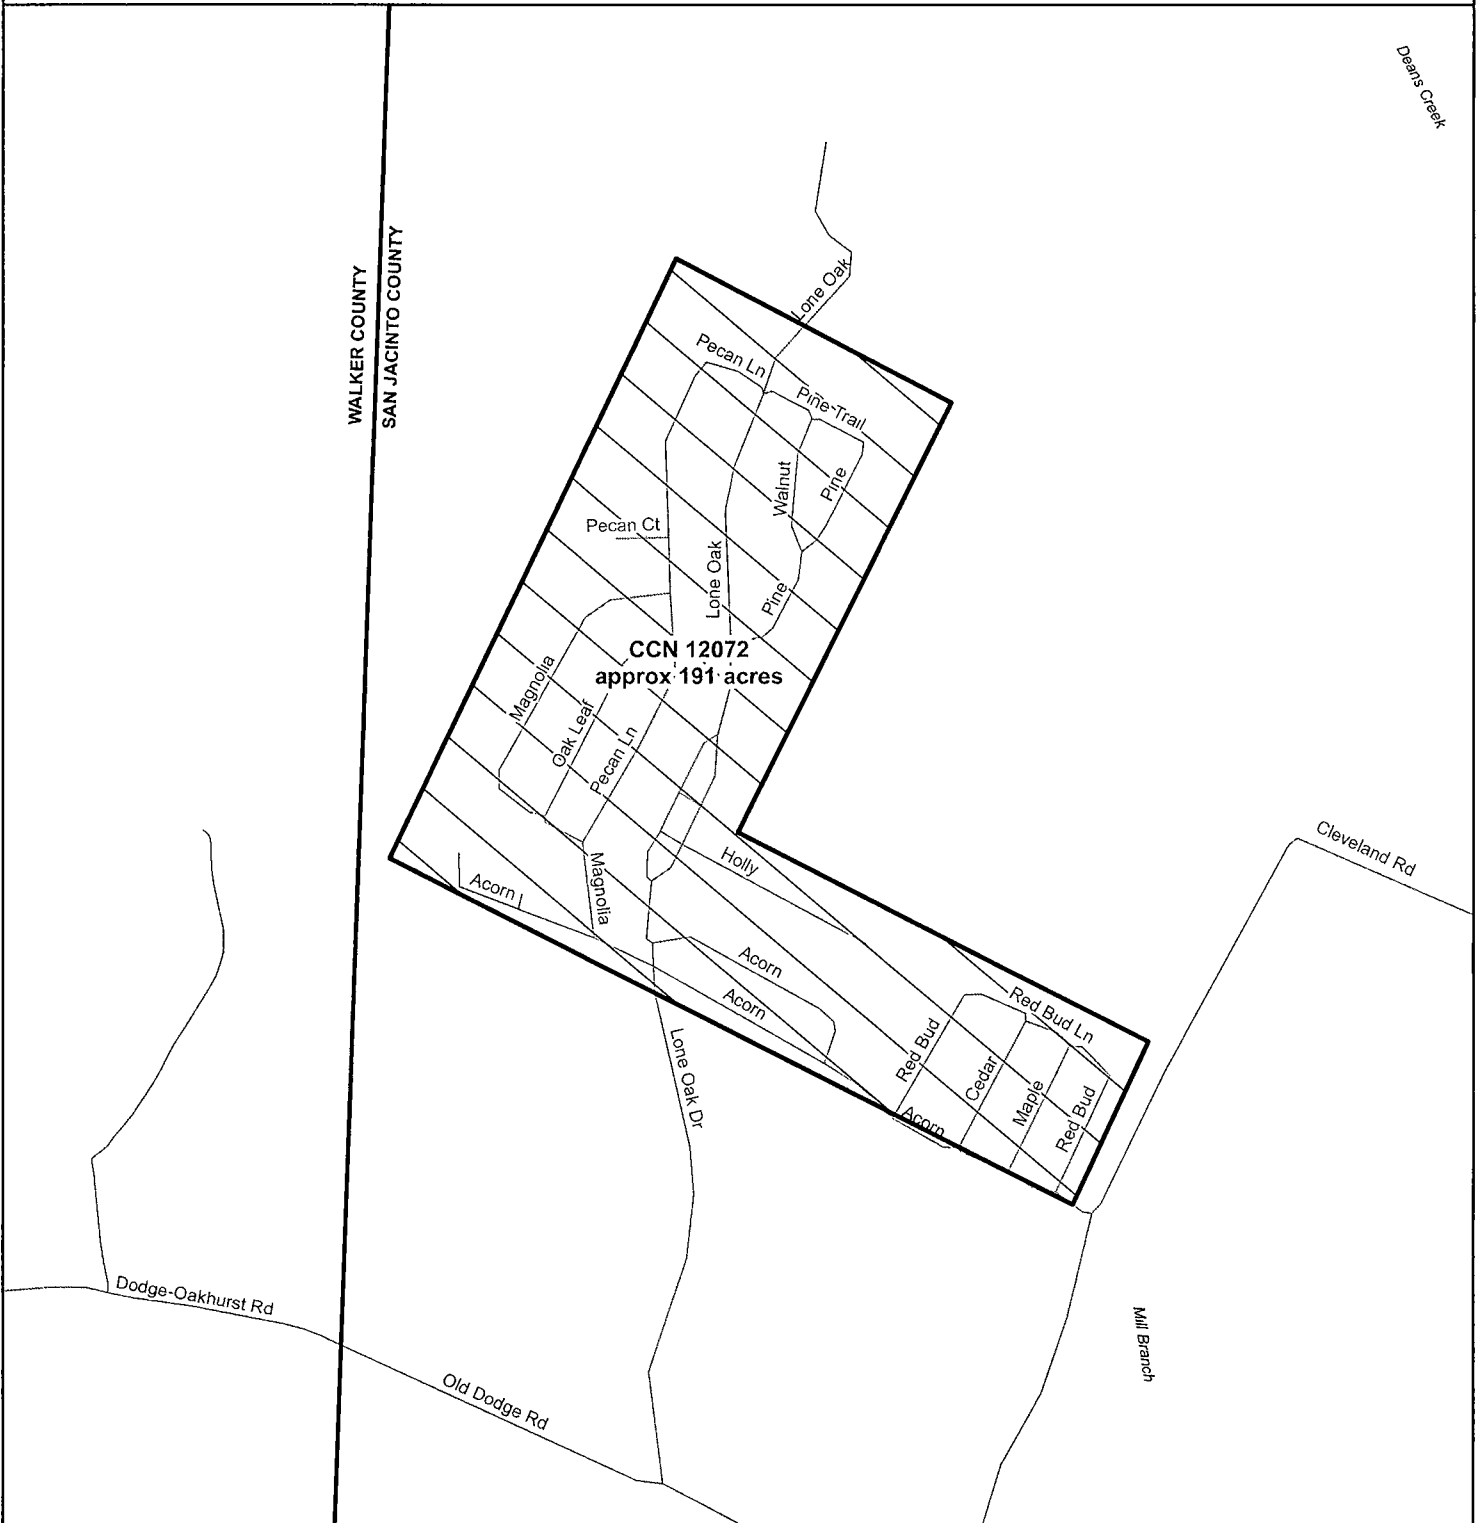 Deans Creek
WALKER COUNTY
SAN JACINTO COUNTY
Lone Oak
Pecan Ln
Pine Trail
Walnut
Pine
Pecan Ct
Lone Oak
Pine
CCN 12072
approx 191 acres
Magnolia
Oak Leaf
Pecan Ln
Holly
Cleveland Rd
Magnolia
Acorn
Acorn
Acorn
Red Bud Ln
Red Bud
Cedar
Maple
Red Bud
Acorn
Lone Oak Dr
Dodge-Oakhurst Rd
Mill Branch
Old Dodge Rd